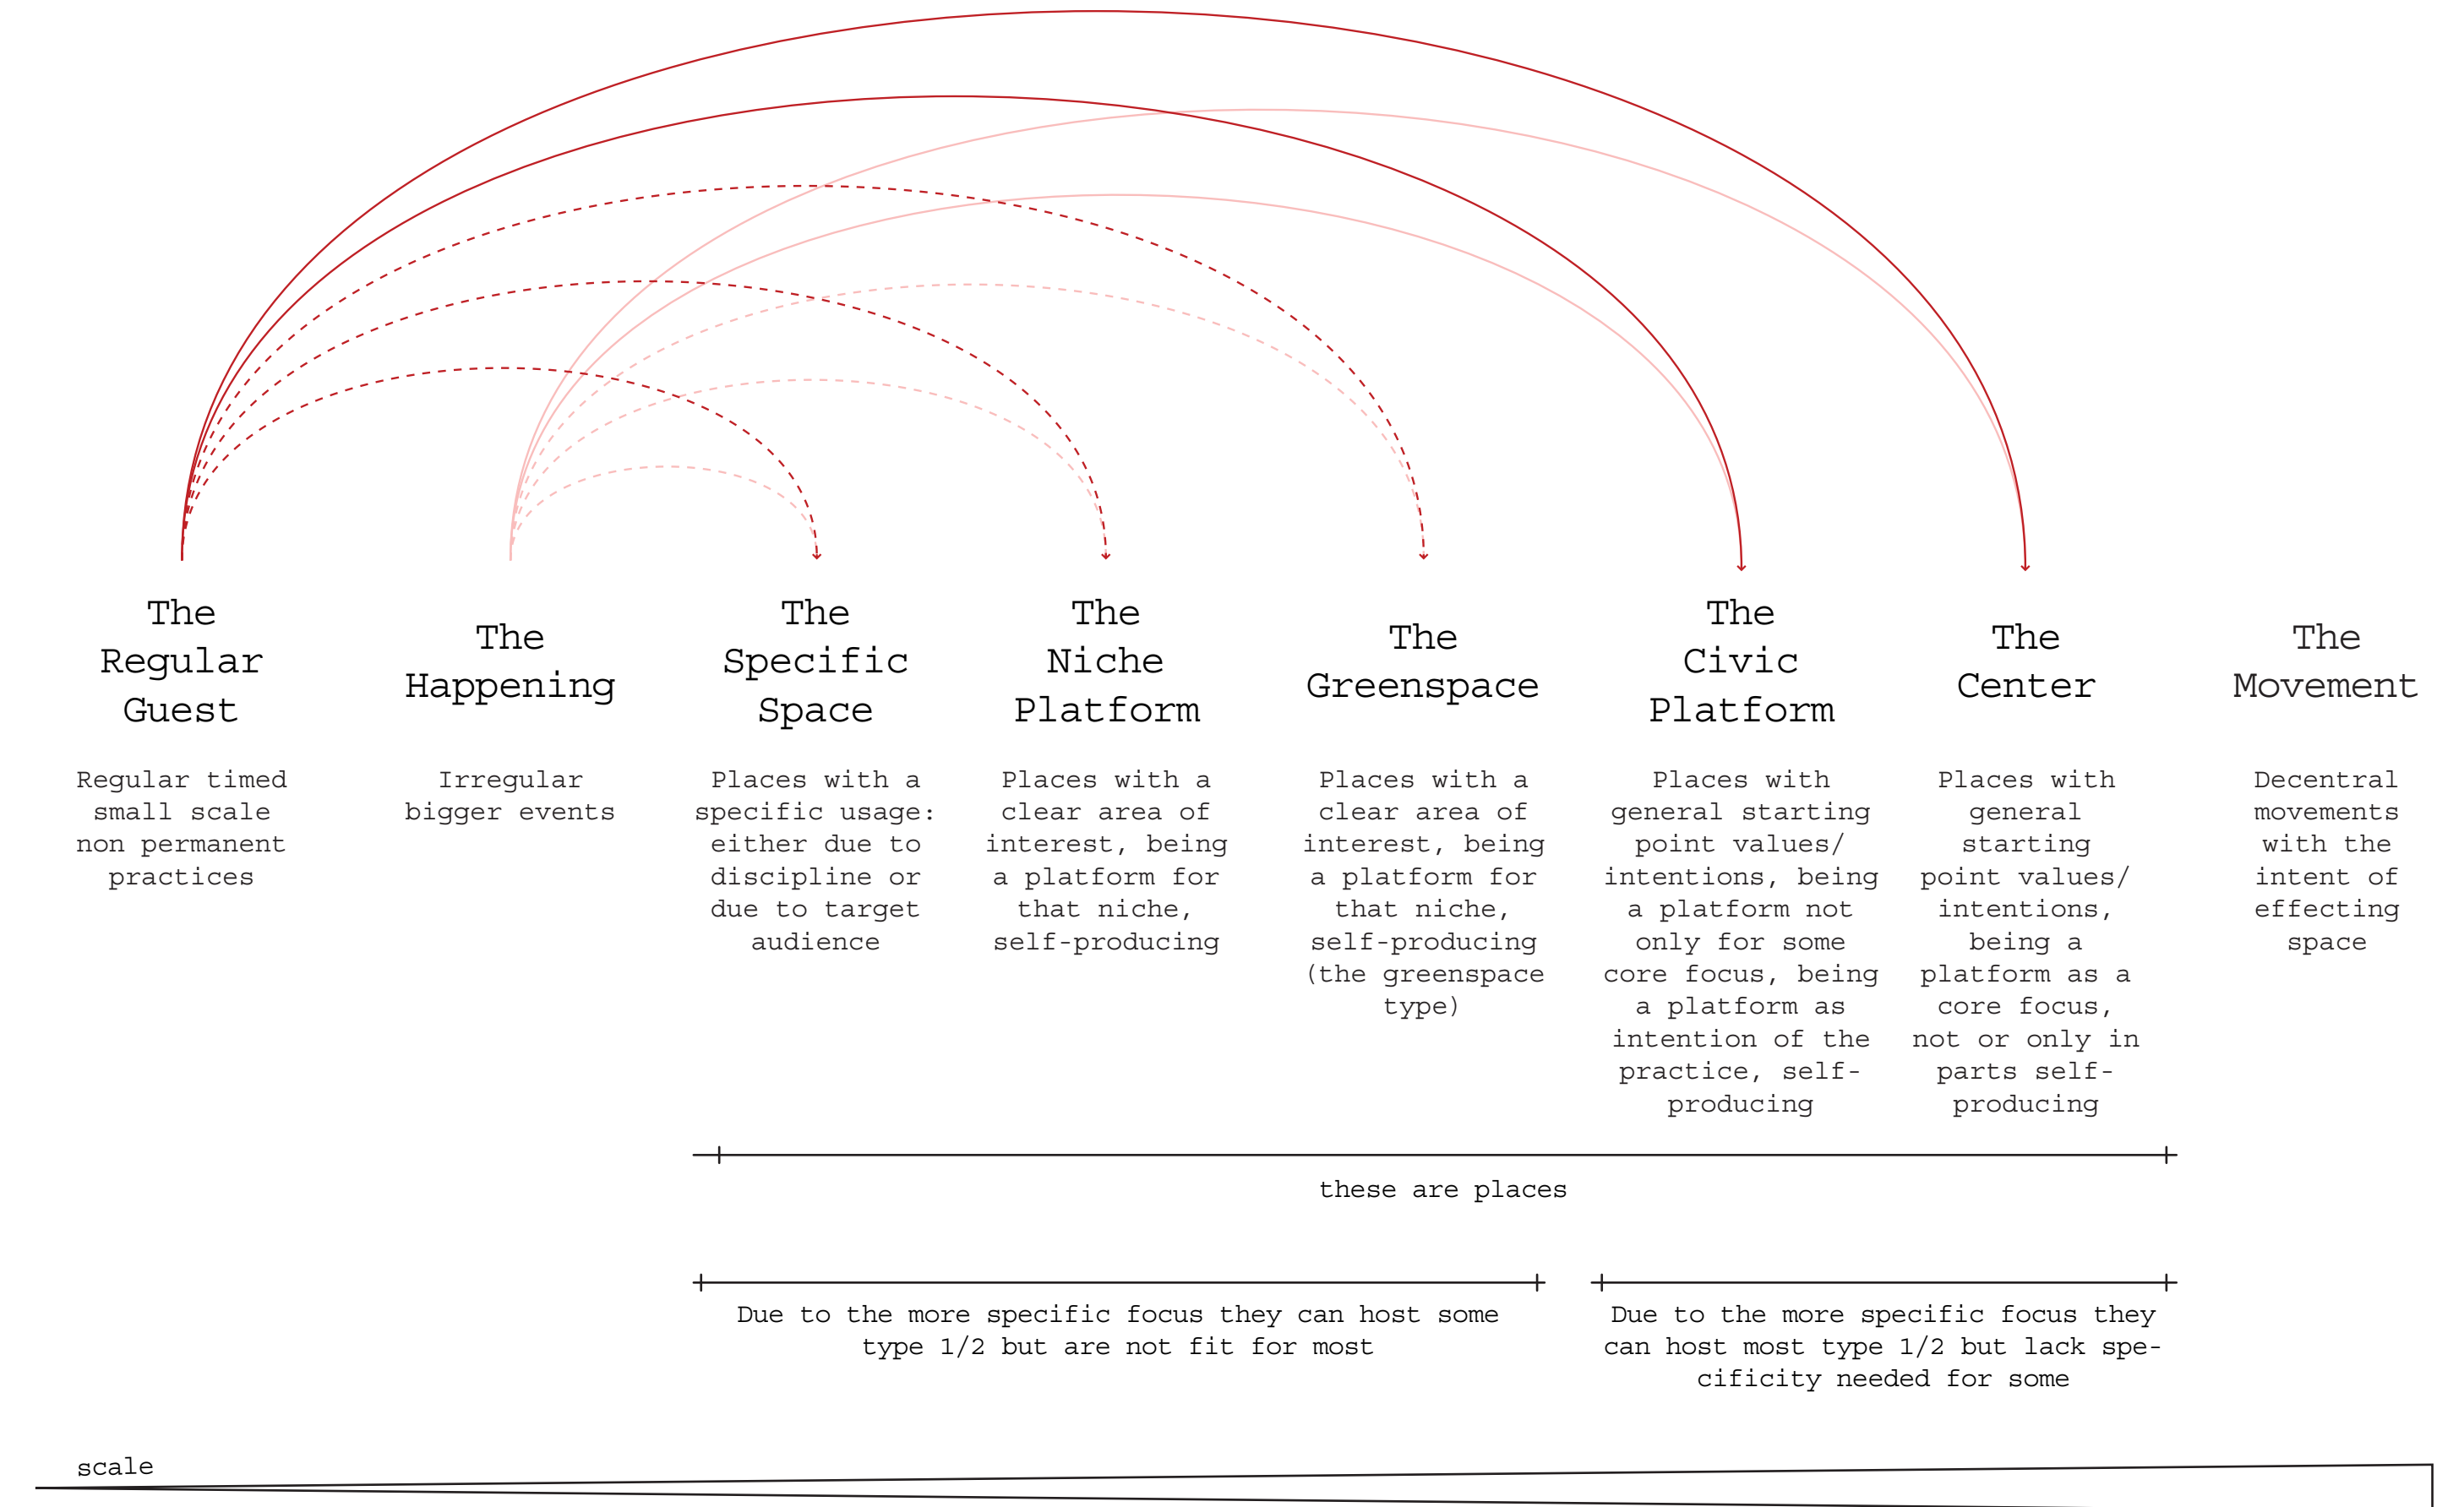 The
Regular
Guest
Regular timed
small scale
non permanent
practices
The
Happening
Irregular
bigger events
The
Specific
Space
Places with a
specific usage:
either due to
discipline or
due to target
audience
The
Niche
Platform
Places with a
clear area of
interest, being
a platform for
that niche,
self-producing
The
Greenspace
Places with a
clear area of
interest, being
a platform for
that niche,
self-producing
(the greenspace
type)
The
Civic
Platform
Places with
general starting
point values/
intentions, being
a platform not
only for some
core focus, being
a platform as
intention of the
practice, self-
producing
The
Center
Places with
general
starting
point values/
intentions,
being a
platform as a
core focus,
not or only in
parts self-
producing
The
Movement
Decentral
movements
with the
intent of
effecting
space
these are places
Due to the more specific focus they can host some
type 1/2 but are not fit for most
Due to the more specific focus they
can host most type 1/2 but lack spe-
cificity needed for some
scale